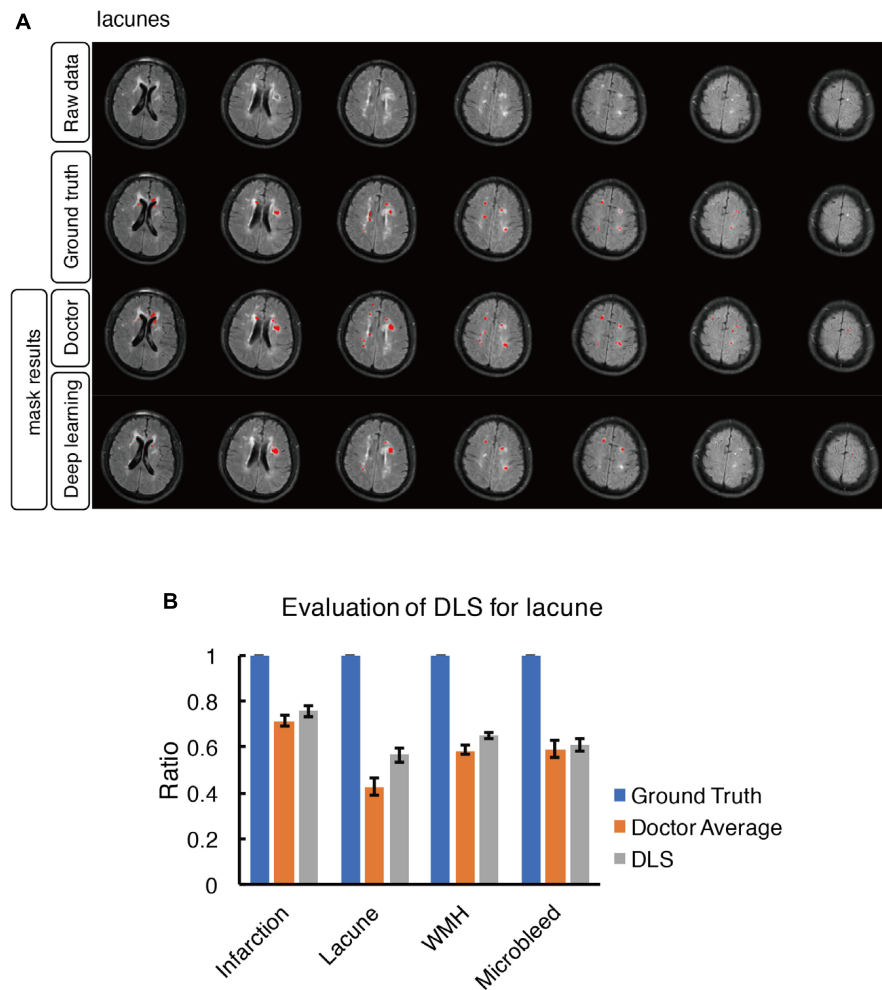 A
lacunes
Raw data
Ground truth
mask results
Doctor
Deep learning
B
Evaluation of DLS for lacune
Ratio
1
0.8
0.6
0.4
0.2
0
Infarction
Lacune
WMH
Microbleed
Ground Truth
Doctor Average
DLS